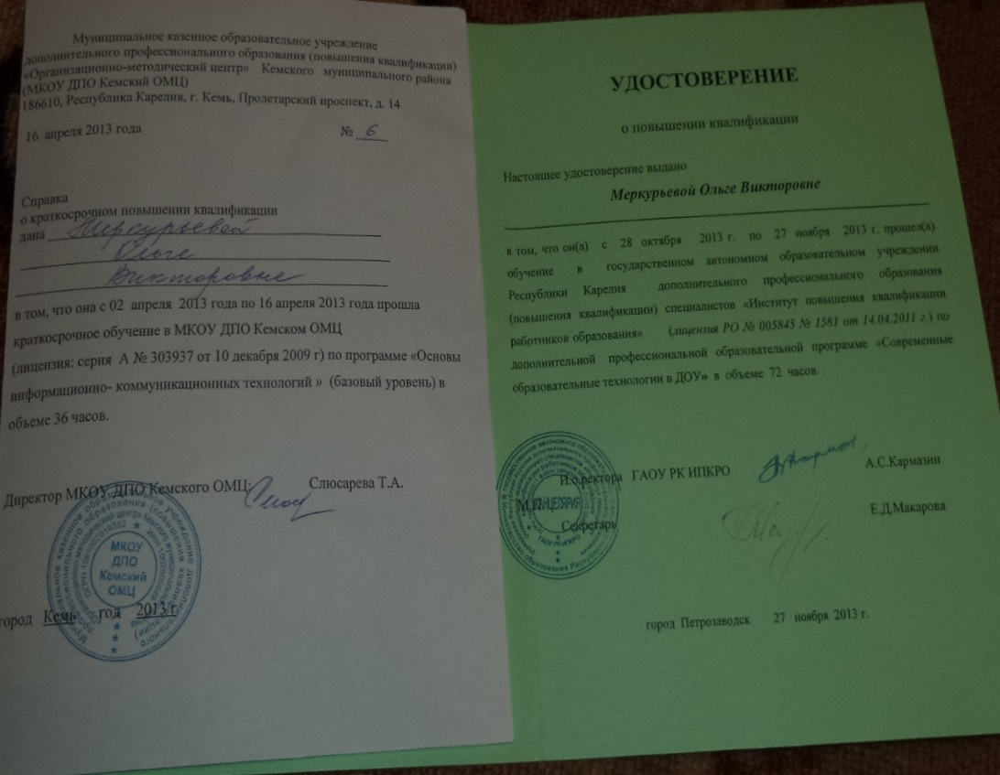 Муниципальное казенное образовательное учреждение
дополнительного профессионального образования (повышения квалификации)
«Организационно-методический центр» Кемского муниципального района
(МКОУ ДПО Кемский ОМЦ)
186610, Республика Карелия, г. Кемь, Пролетарский проспект, д. 14
16 апреля 2013 года № 6
Справка
о краткосрочном повышении квалификации
дана Меркурьевой
Ольге
Викторовне
в том, что она с 02 апреля 2013 года по 16 апреля 2013 года прошла
краткосрочное обучение в МКОУ ДПО Кемском ОМЦ
(лицензия: серия А № 303937 от 10 декабря 2009 г) по программе «Основы
информационно- коммуникационных технологий » (базовый уровень) в
объеме 36 часов.
Директор МКОУ ДПО Кемского ОМЦ: Слюсарева Т.А.
МКОУ
ДПО
Кемский
ОМЦ
город Кемь год 2013 г
УДОСТОВЕРЕНИЕ
о повышении квалификации
Настоящее удостоверение выдано
Меркурьевой Ольге Викторовне
в том, что он(а) с 28 октября 2013 г. по 27 ноября 2013 г. прошел(а)
обучение в государственном автономном образовательном учреждении
Республики Карелия дополнительного профессионального образования
(повышения квалификации) специалистов «Институт повышения квалификации
работников образования» (лицензия РО № 005845 № 1581 от 14.04.2011 г.) по
дополнительной профессиональной образовательной программе «Современные
образовательные технологии в ДОУ» в объеме 72 часов.
И.о.ректора ГАОУ РК ИПКРО А.С.Кармазин
КАНЦЕЛЯРИЯ
Секретарь Е.Д.Макарова
город Петрозаводск 27 ноября 2013 г.